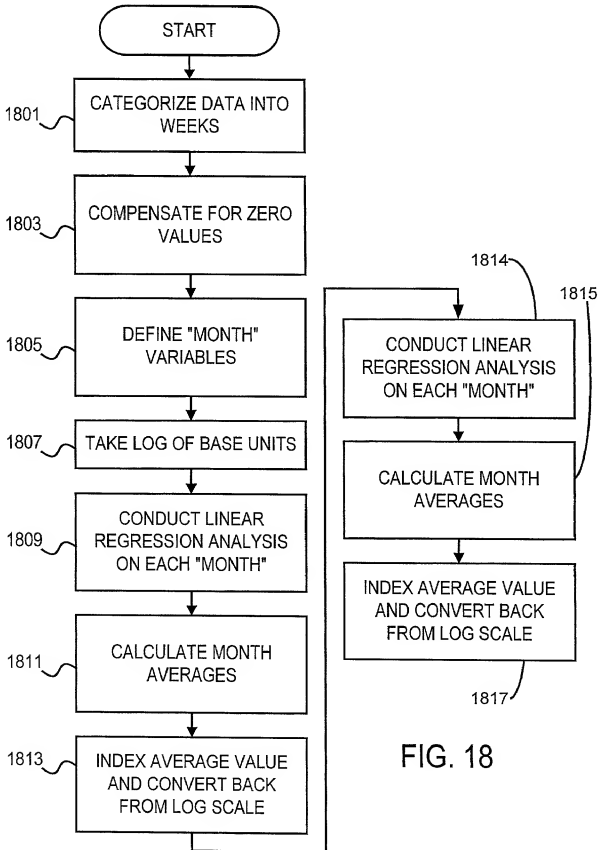 START
1801
CATEGORIZE DATA INTO
WEEKS
1803
COMPENSATE FOR ZERO
VALUES
1805
DEFINE "MONTH"
VARIABLES
1807
TAKE LOG OF BASE UNITS
1809
CONDUCT LINEAR
REGRESSION ANALYSIS
ON EACH "MONTH"
1811
CALCULATE MONTH
AVERAGES
1813
INDEX AVERAGE VALUE
AND CONVERT BACK
FROM LOG SCALE
1814
CONDUCT LINEAR
REGRESSION ANALYSIS
ON EACH "MONTH"
1815
CALCULATE MONTH
AVERAGES
INDEX AVERAGE VALUE
AND CONVERT BACK
FROM LOG SCALE
1817
FIG. 18